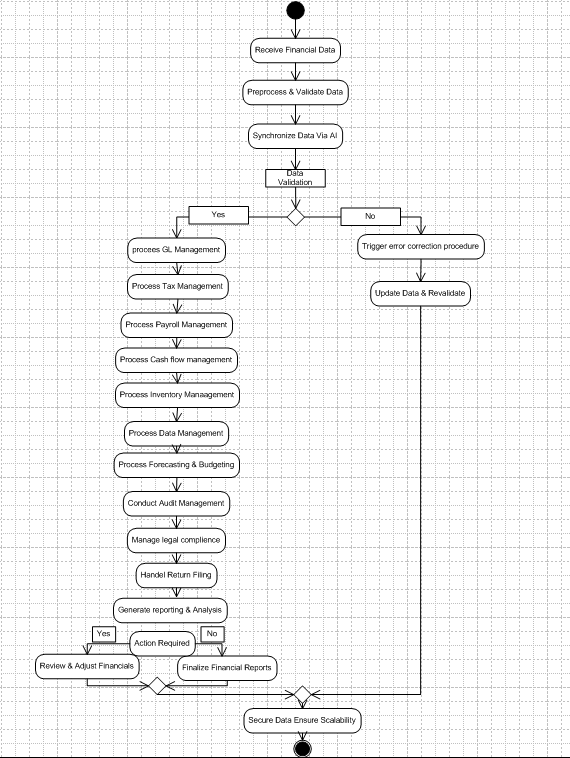 Receive Financial Data
Preprocess & Validate Data
Synchronize Data Via AI
Data
Validation
Yes
No
procees GL Management
Trigger error correction procedure
Process Tax Management
Update Data & Revalidate
Process Payroll Management
Process Cash flow management
Process Inventory Manaagement
Process Data Management
Process Forecasting & Budgeting
Conduct Audit Management
Manage legal complience
Handel Return Filing
Generate reporting & Analysis
Yes
No
Action Required
Review & Adjust Financials
Finalize Financial Reports
Secure Data Ensure Scalability